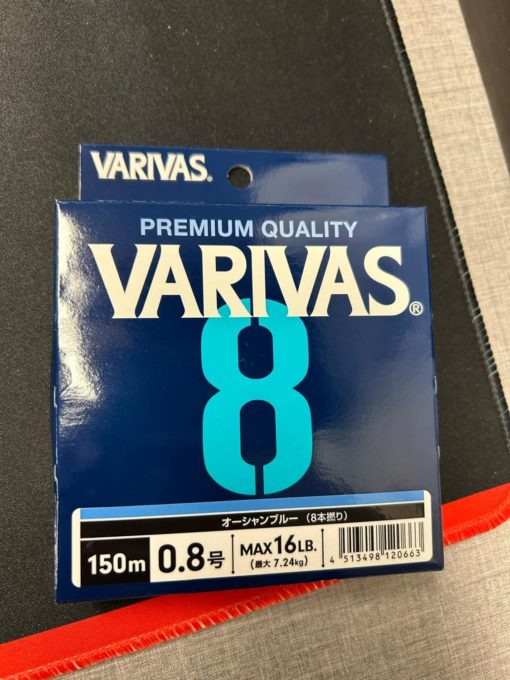 VARIVAS®
PREMIUM QUALITY
VARIVAS®
8
オーシャンブルー (8本撚り)
150m 0.8号 MAX16LB. (最大 7.24kg)
4 513498 120663